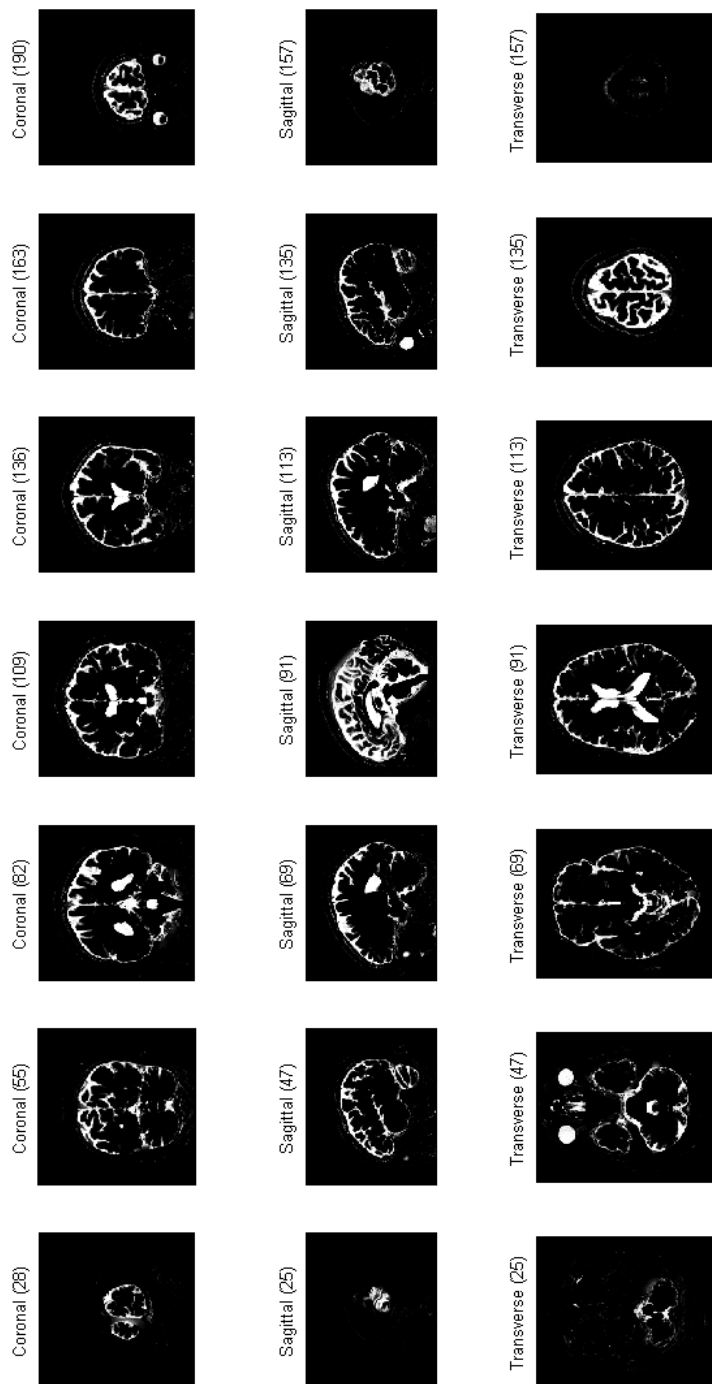 Coronal (28)
Coronal (55)
Coronal (82)
Coronal (109)
Coronal (136)
Coronal (163)
Coronal (190)
Sagittal (25)
Sagittal (47)
Sagittal (69)
Sagittal (91)
Sagittal (113)
Sagittal (135)
Sagittal (157)
Transverse (25)
Transverse (47)
Transverse (69)
Transverse (91)
Transverse (113)
Transverse (135)
Transverse (157)